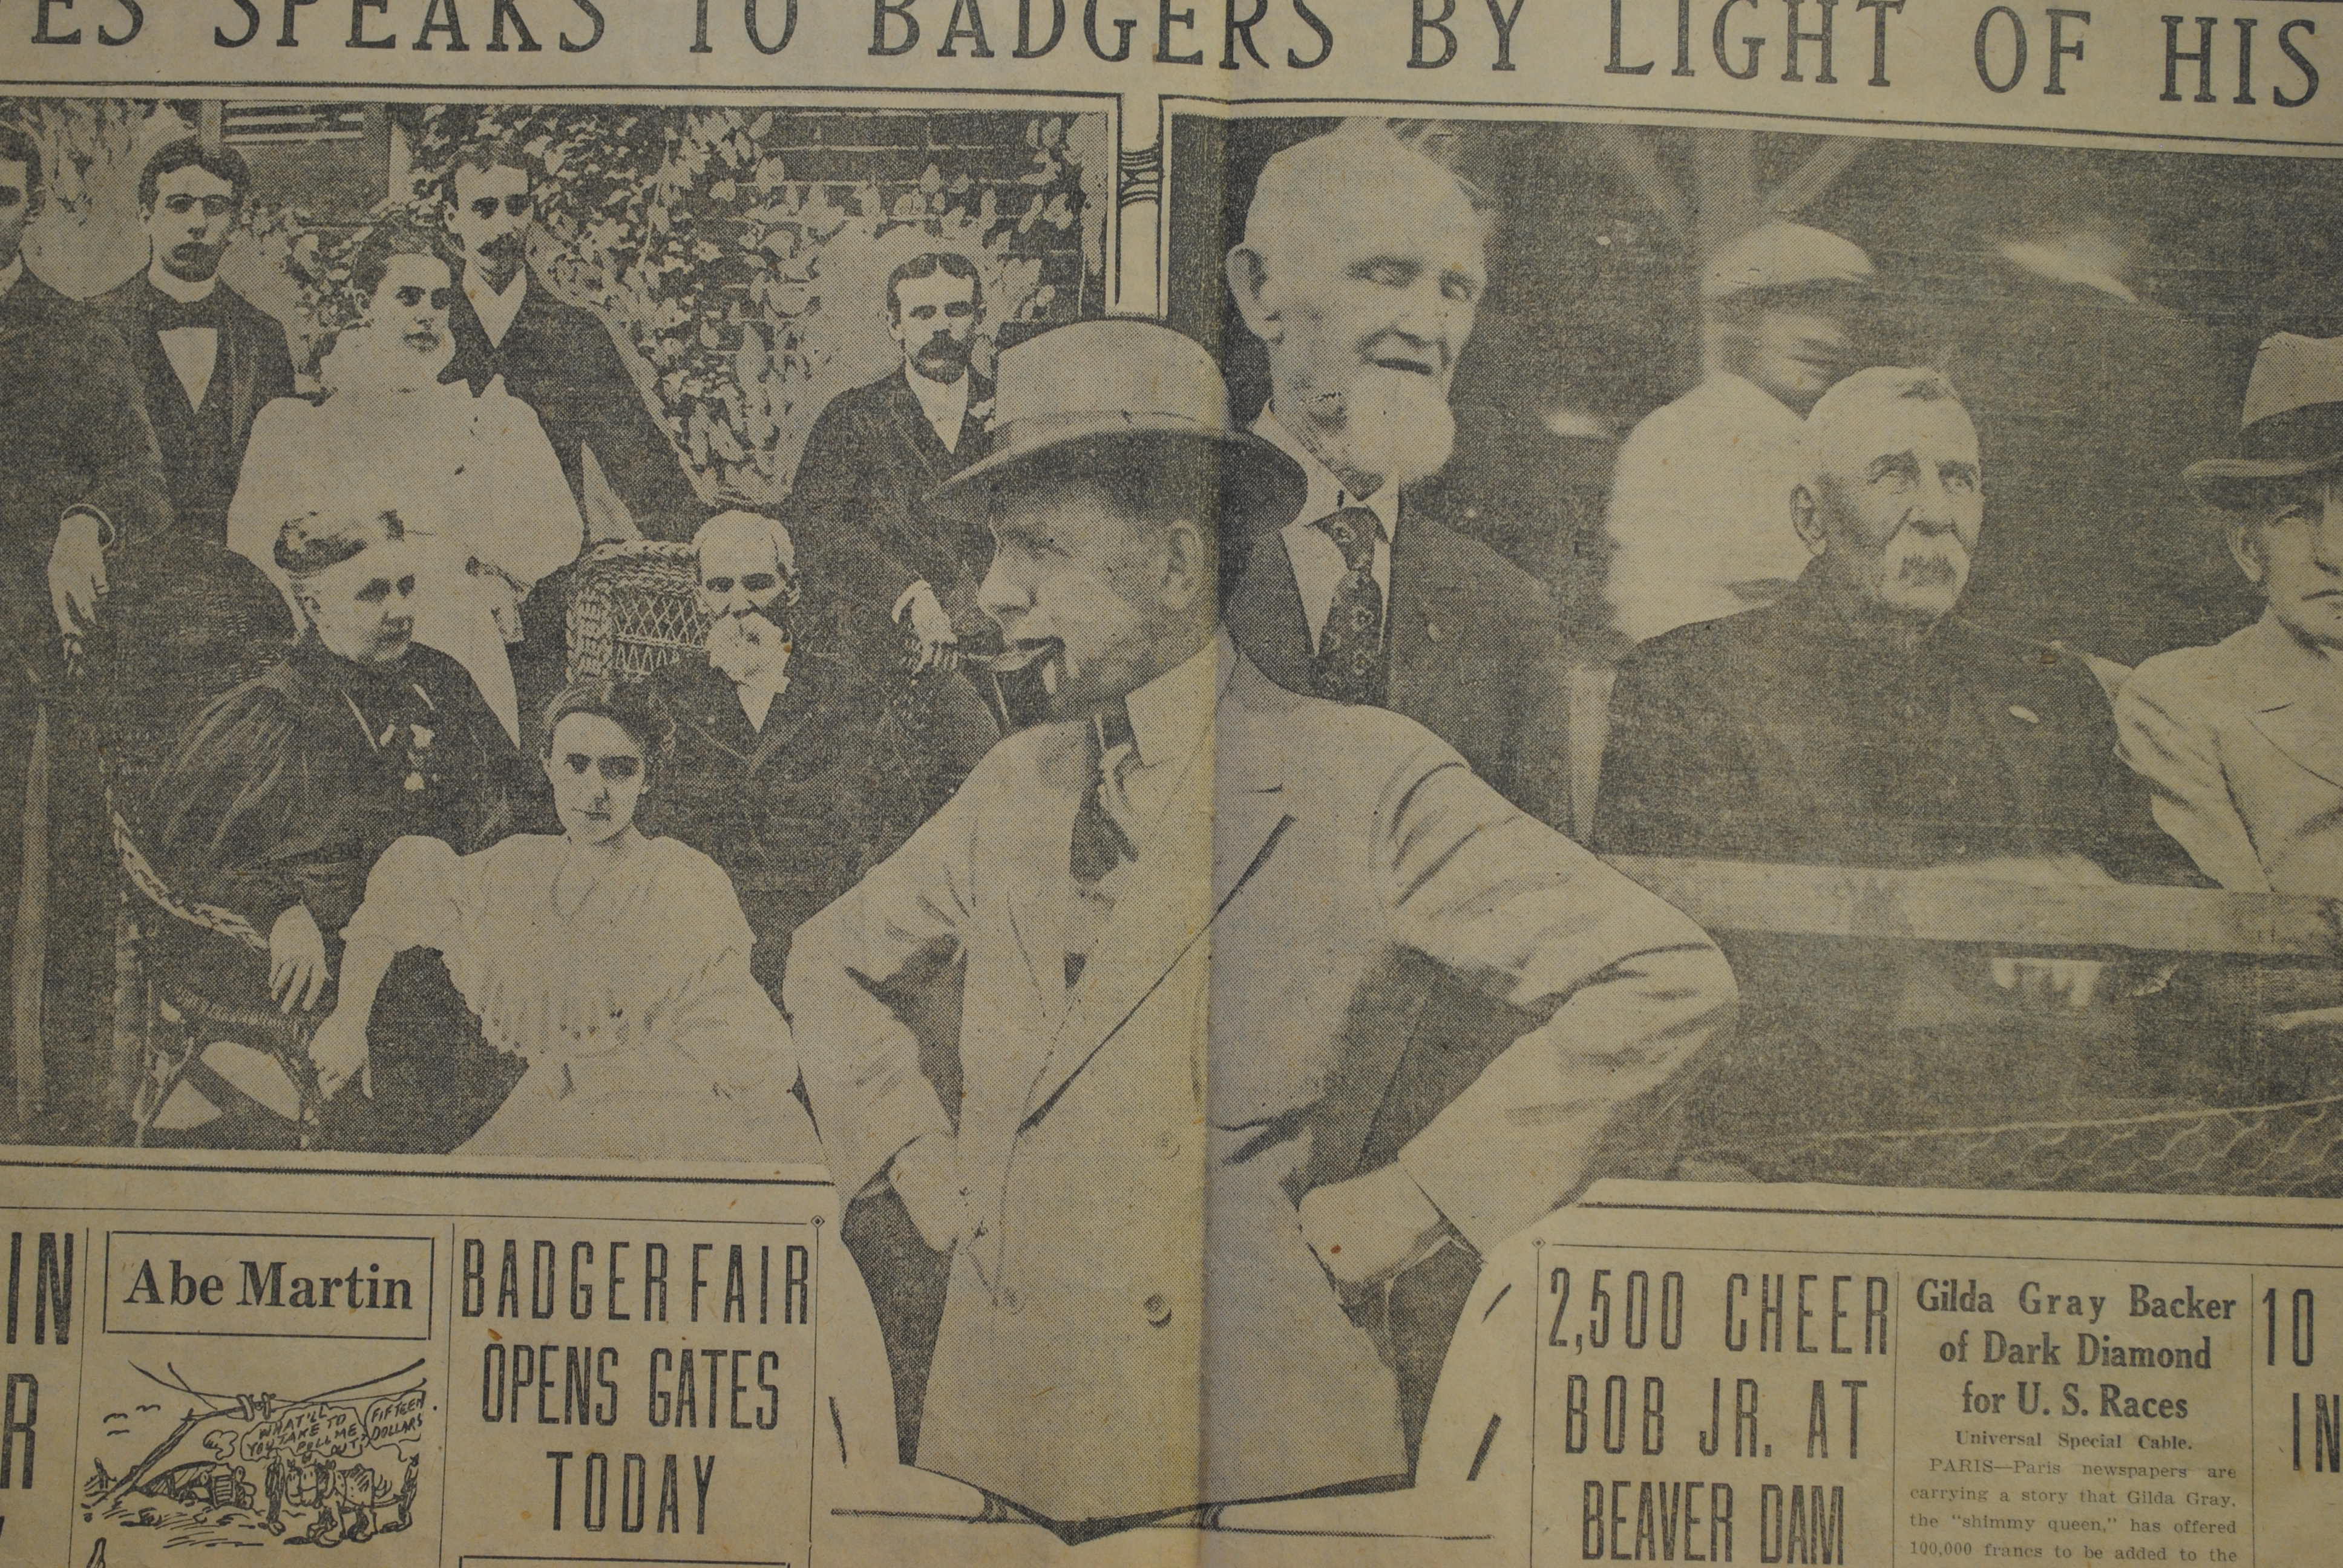 ES SPEAKS TO BADGERS BY LIGHT OF HIS
IN
R
Abe Martin
WHAT'LL
YOU TAKE TO
PULL ME
OUT?
FIFTEEN
DOLLARS.
BADGER FAIR
OPENS GATES
TODAY
2,500 CHEER
BOB JR. AT
BEAVER DAM
Gilda Gray Backer
of Dark Diamond
for U. S. Races
Universal Special Cable.
PARIS—Paris newspapers are
carrying a story that Gilda Gray,
the "shimmy queen," has offered
100,000 francs to be added to the
10
IN